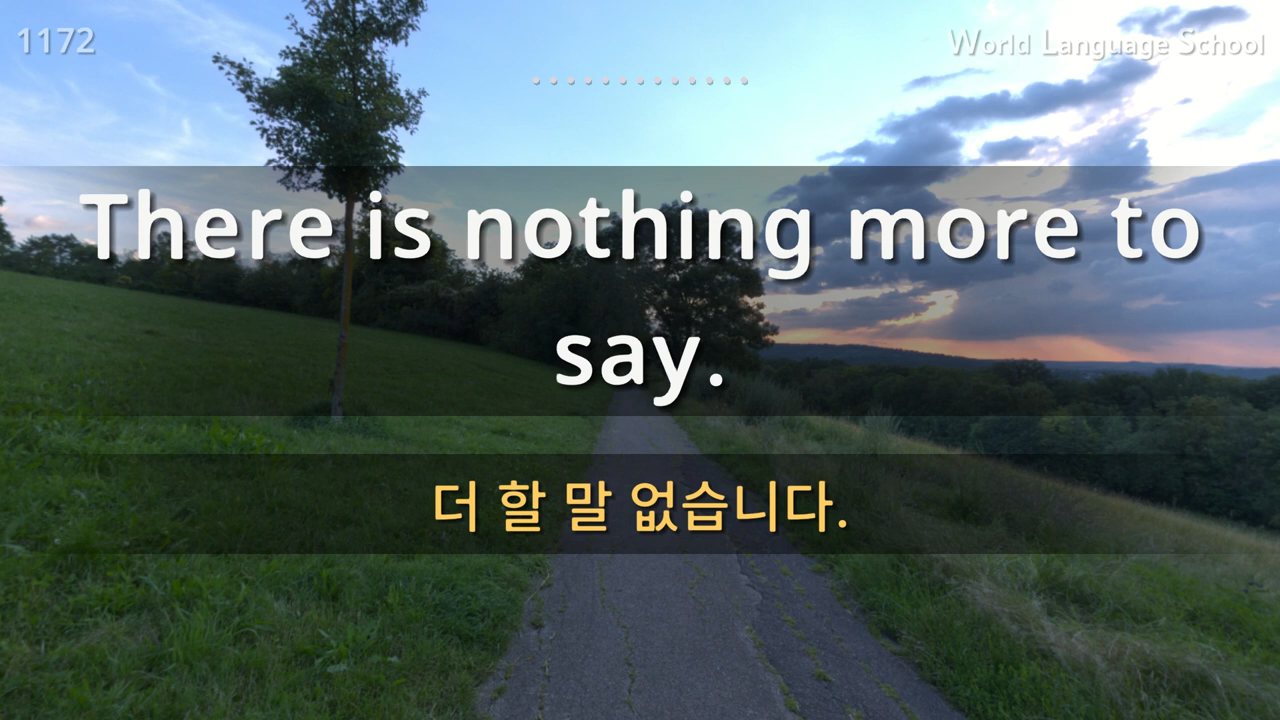 1172
World Language School
There is nothing more to
say.
더 할 말 없습니다.